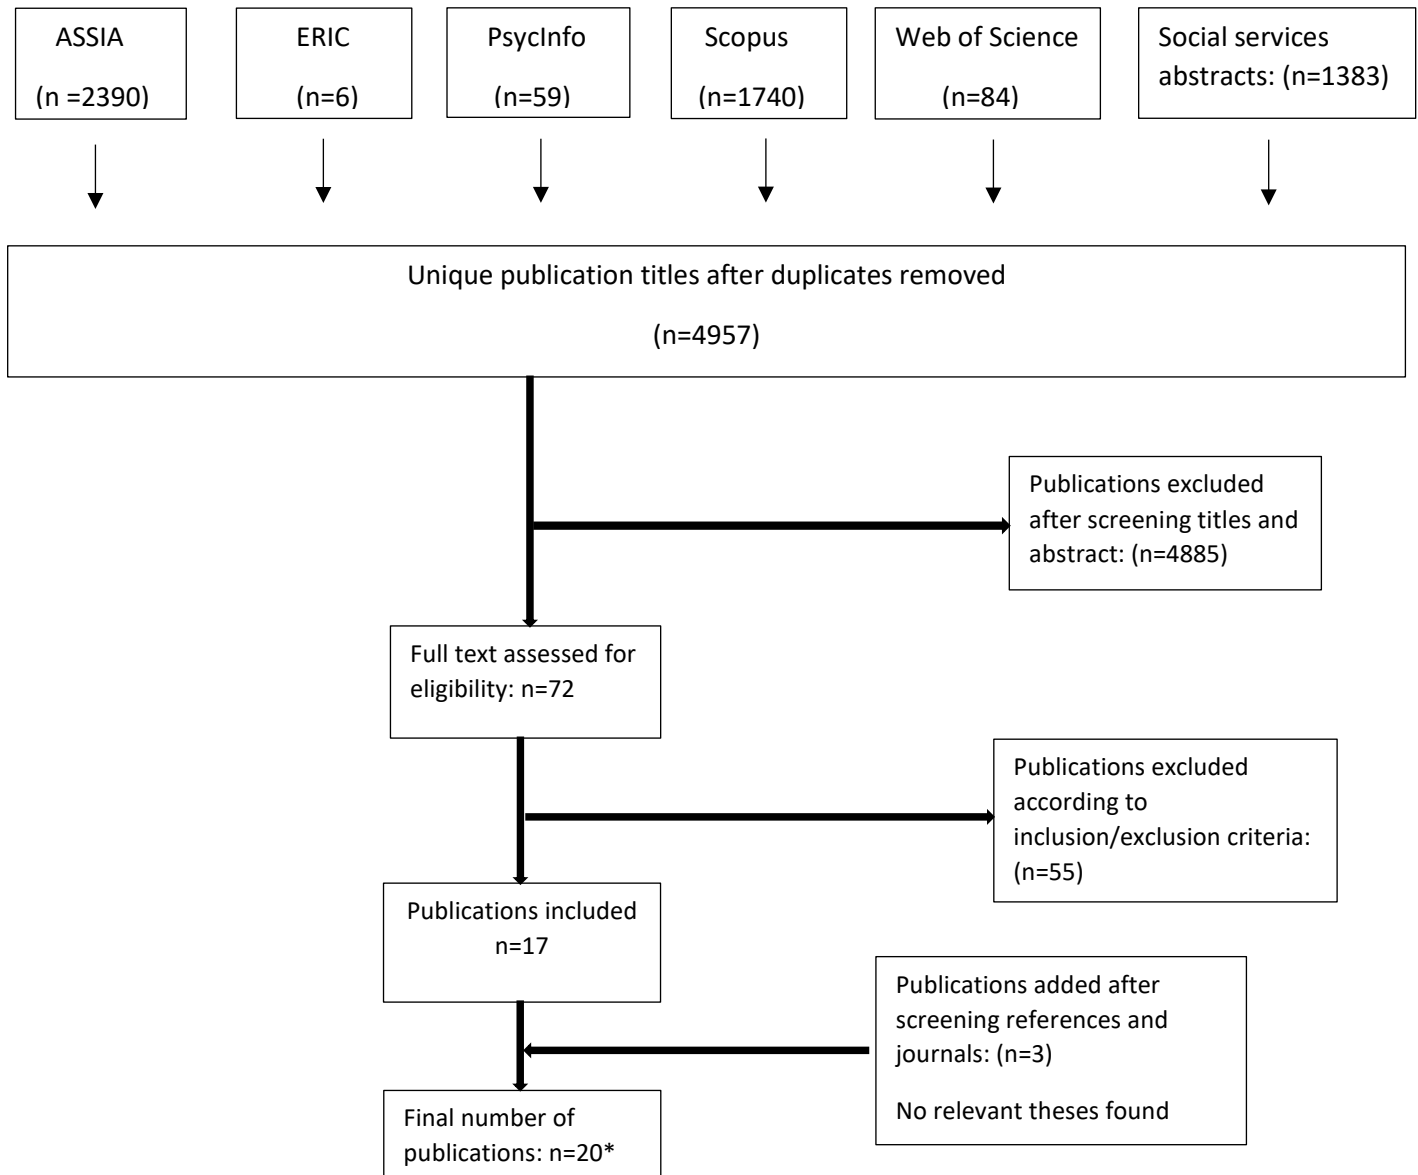 ASSIA
(n =2390)
ERIC
(n=6)
PsycInfo
(n=59)
Scopus
(n=1740)
Web of Science
(n=84)
Social services
abstracts: (n=1383)
Unique publication titles after duplicates removed
(n=4957)
Publications excluded
after screening titles and
abstract: (n=4885)
Full text assessed for
eligibility: n=72
Publications excluded
according to
inclusion/exclusion criteria:
(n=55)
Publications included
n=17
Publications added after
screening references and
journals: (n=3)
No relevant theses found
Final number of
publications: n=20*